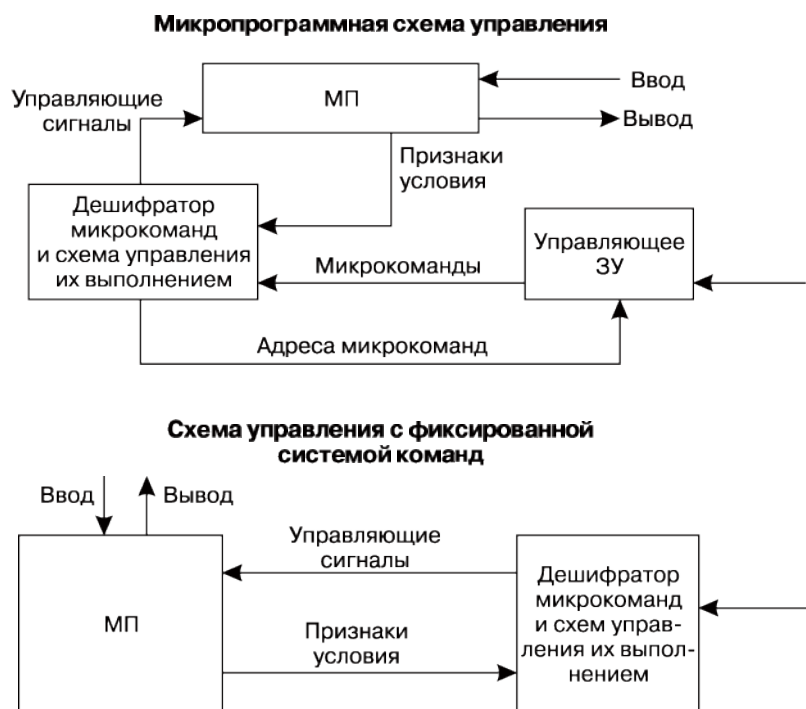 Микропрограммная схема управления
Управляющие
сигналы
МП
Ввод
Вывод
Признаки
условия
Дешифратор
микрокоманд
и схема управления
их выполнением
Микрокоманды
Управляющее
ЗУ
Адреса микрокоманд
Схема управления с фиксированной
системой команд
Ввод
Вывод
МП
Управляющие
сигналы
Признаки
условия
Дешифратор
микрокоманд
и схем управ-
ления их выпол-
нением